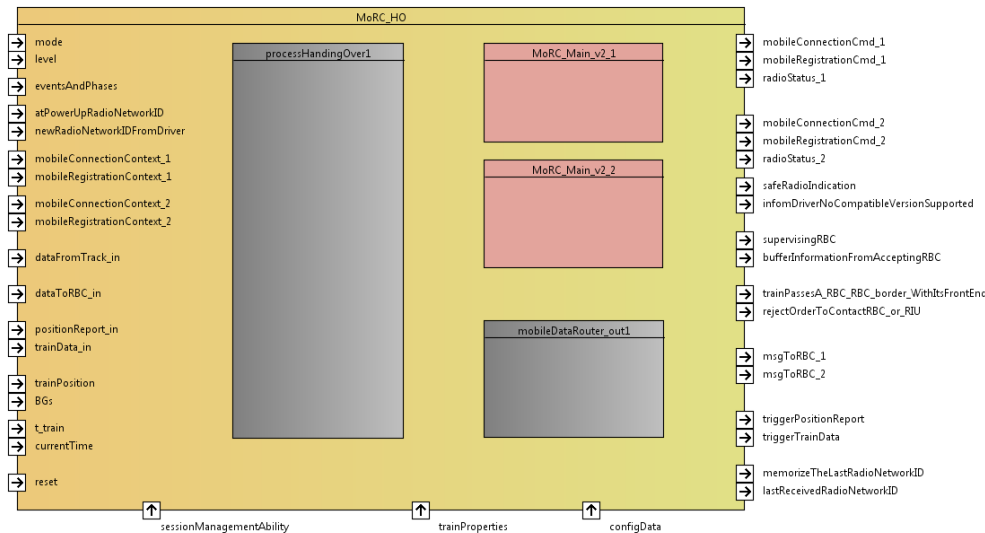 MoRC_HO
mode
level
eventsAndPhases
atPowerUpRadioNetworkID
newRadioNetworkIDFromDriver
mobileConnectionContext_1
mobileRegistrationContext_1
mobileConnectionContext_2
mobileRegistrationContext_2
dataFromTrack_in
dataToRBC_in
positionReport_in
trainData_in
trainPosition
BGs
t_train
currentTime
reset
processHandingOver1
MoRC_Main_v2_1
MoRC_Main_v2_2
mobileDataRouter_out1
mobileConnectionCmd_1
mobileRegistrationCmd_1
radioStatus_1
mobileConnectionCmd_2
mobileRegistrationCmd_2
radioStatus_2
safeRadioIndication
infomDriverNoCompatibleVersionSupported
supervisingRBC
bufferInformationFromAcceptingRBC
trainPassesA_RBC_RBC_border_WithItsFrontEnd
rejectOrderToContactRBC_or_RIU
msgToRBC_1
msgToRBC_2
triggerPositionReport
triggerTrainData
memorizeTheLastRadioNetworkID
lastReceivedRadioNetworkID
sessionManagementAbility
trainProperties
configData